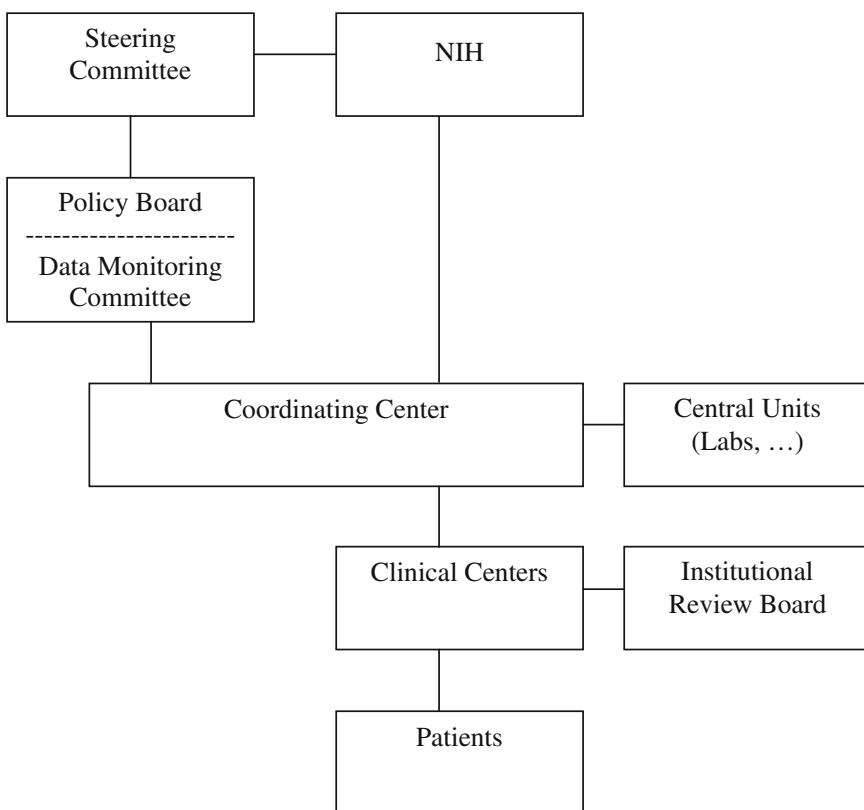 Steering
Committee
NIH
Policy Board
Data Monitoring
Committee
Coordinating Center
Central Units
(Labs, …)
Clinical Centers
Institutional
Review Board
Patients